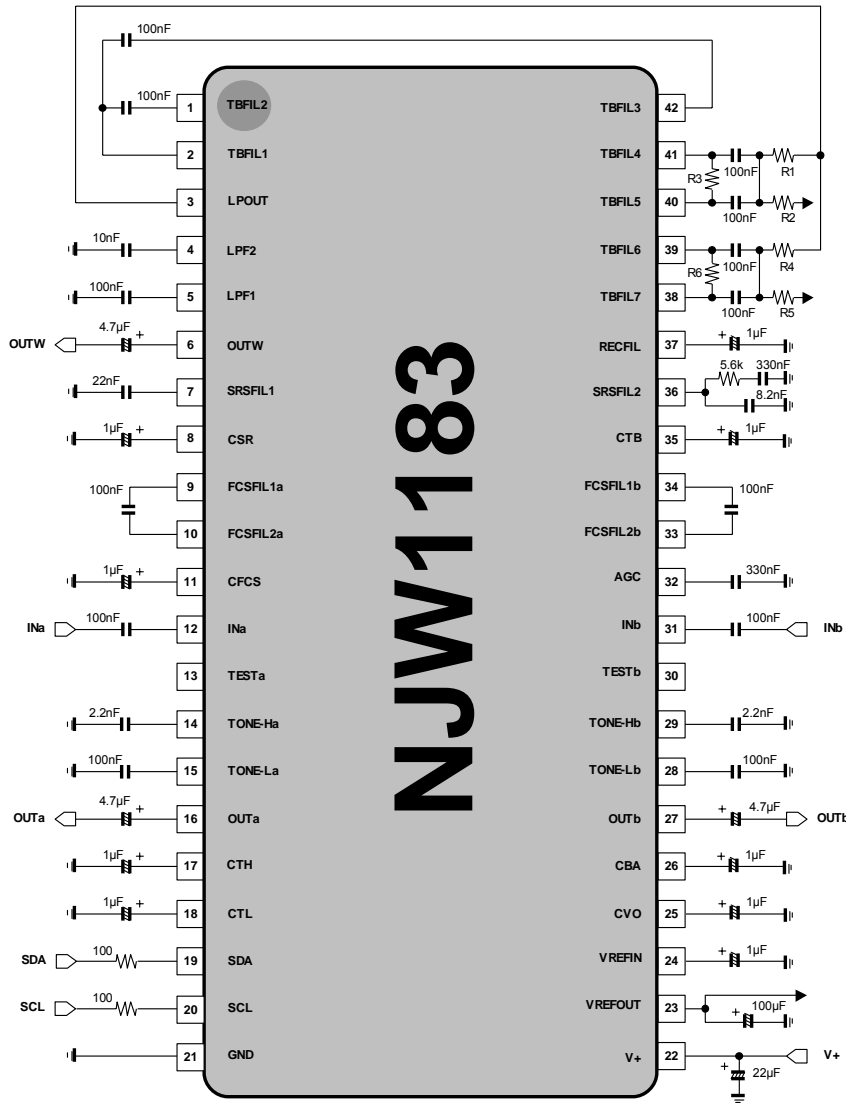 100nF
100nF 1 TBFIL2 TBFIL3 42
2 TBFIL1 TBFIL4 41 R3 100nF R1
3 LPOUT TBFIL5 40 100nF R2
10nF 4 LPF2 TBFIL6 39 R6 100nF R4
100nF 5 LPF1 TBFIL7 38 100nF R5
OUTW 4.7µF + 6 OUTW RECFIL 37 + 1µF
22nF 7 SRSFIL1 SRSFIL2 36 5.6k 330nF 8.2nF
1µF + 8 CSR CTB 35 + 1µF
100nF 9 FCSFIL1a FCSFIL1b 34 100nF
10 FCSFIL2a FCSFIL2b 33
1µF + 11 CFCS AGC 32 330nF
INa 100nF 12 INa INb 31 100nF INb
13 TESTa TESTb 30
2.2nF 14 TONE-Ha TONE-Hb 29 2.2nF
100nF 15 TONE-La TONE-Lb 28 100nF
OUTa 4.7µF + 16 OUTa OUTb 27 + 4.7µF OUTb
1µF + 17 CTH CBA 26 + 1µF
1µF + 18 CTL CVO 25 + 1µF
SDA 100 19 SDA VREFIN 24 + 1µF
SCL 100 20 SCL VREFOUT 23 + 100µF
21 GND V+ 22 V+
+ 22µF
NJW1183